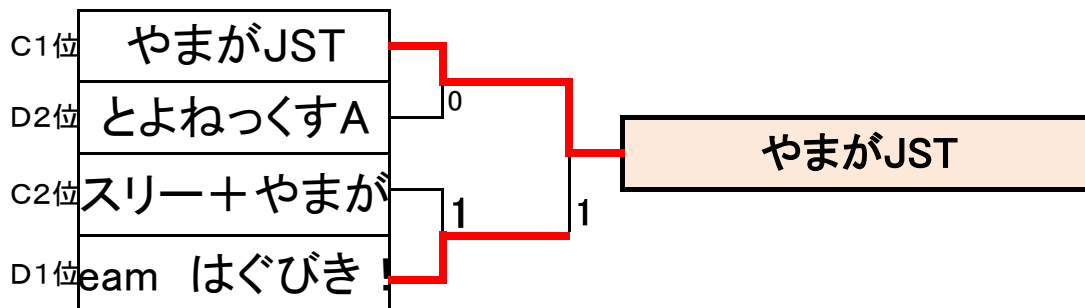 C1位 やまがJST
0
D2位 とよねっくすA
やまがJST
C2位 スリー＋やまが
1
1
D1位 eam はぐびき！